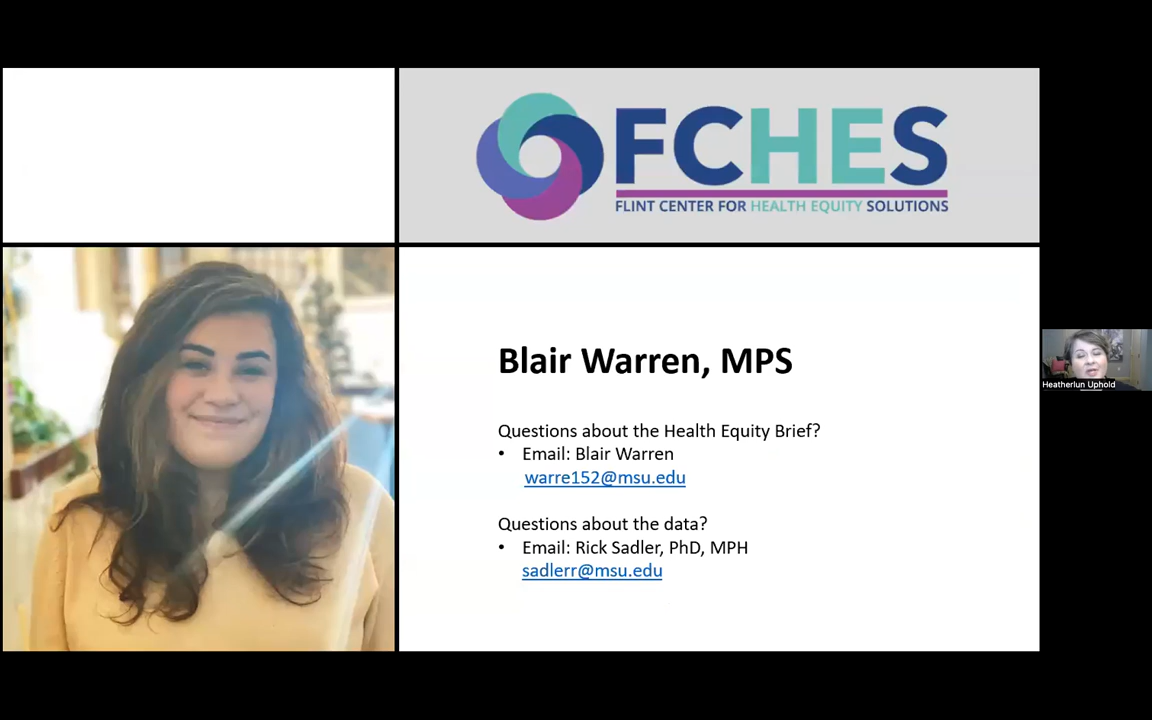 FCHES
FLINT CENTER FOR HEALTH EQUITY SOLUTIONS
Blair Warren, MPS
Questions about the Health Equity Brief?
• Email: Blair Warren
warre152@msu.edu
Questions about the data?
• Email: Rick Sadler, PhD, MPH
sadlerr@msu.edu
Heatherlun Uphold